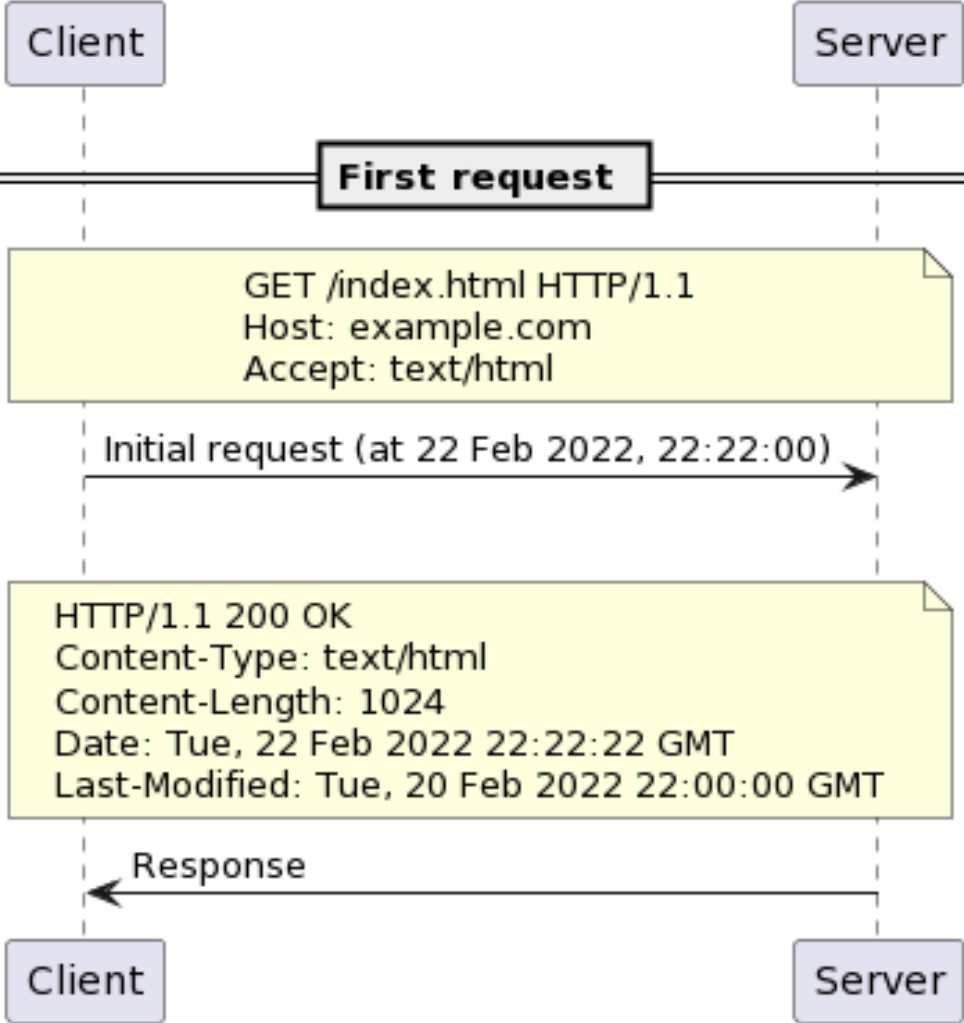 Client
Server
First request
GET /index.html HTTP/1.1
Host: example.com
Accept: text/html
Initial request (at 22 Feb 2022, 22:22:00)
HTTP/1.1 200 OK
Content-Type: text/html
Content-Length: 1024
Date: Tue, 22 Feb 2022 22:22:22 GMT
Last-Modified: Tue, 20 Feb 2022 22:00:00 GMT
Response
Client
Server